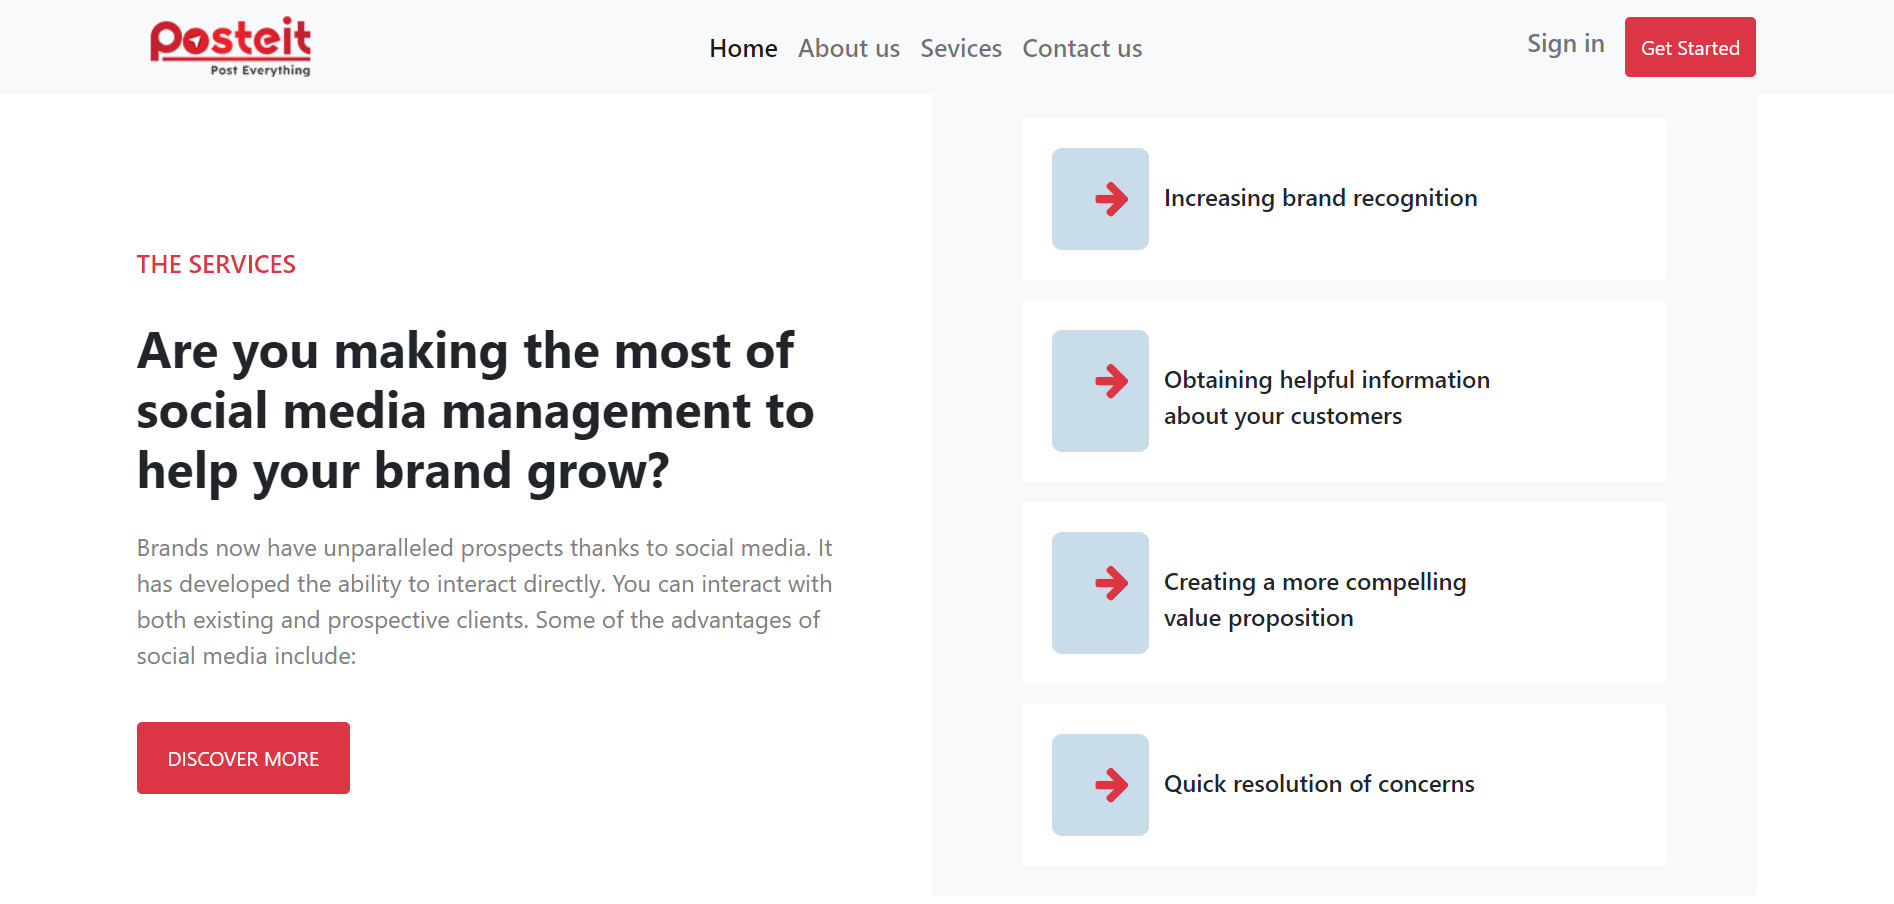 Posteit
Post Everything
Home About us Sevices Contact us
Sign in
Get Started
THE SERVICES
Are you making the most of
social media management to
help your brand grow?
Brands now have unparalleled prospects thanks to social media. It
has developed the ability to interact directly. You can interact with
both existing and prospective clients. Some of the advantages of
social media include:
DISCOVER MORE
Increasing brand recognition
Obtaining helpful information
about your customers
Creating a more compelling
value proposition
Quick resolution of concerns